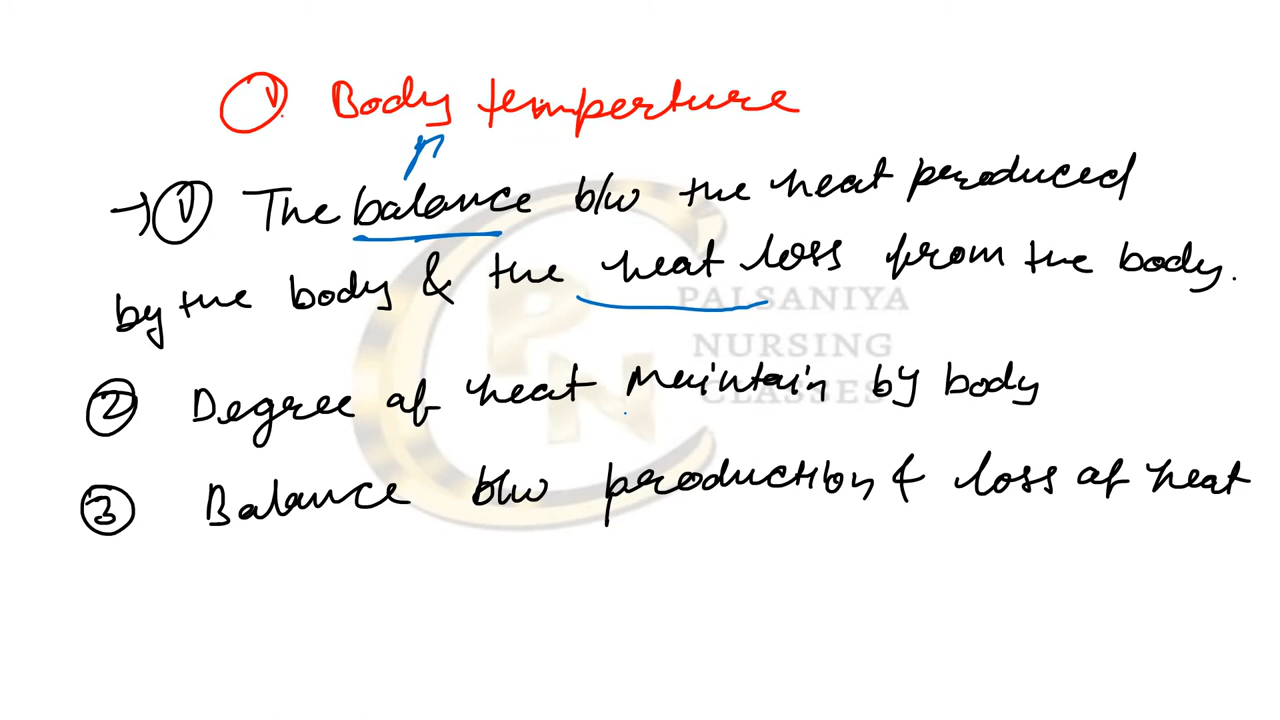 ① Body temperture
→ ① The balance b/w the heat produced
by the body & the heat loss from the body.
② Degree of heat Maintain by body
③ Balance b/w production & loss of heat
PALSANIYA
NURSING
CLASSES
C P N